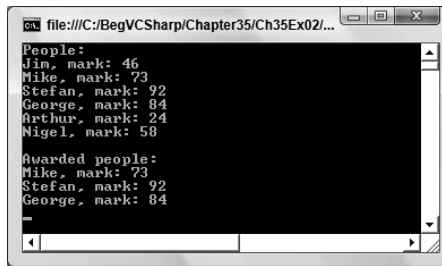 file:///C:/BegVCSharp/Chapter35/Ch35Ex02/...
People:
Jim, mark: 46
Mike, mark: 73
Stefan, mark: 92
George, mark: 84
Arthur, mark: 24
Nigel, mark: 58
Awarded people:
Mike, mark: 73
Stefan, mark: 92
George, mark: 84